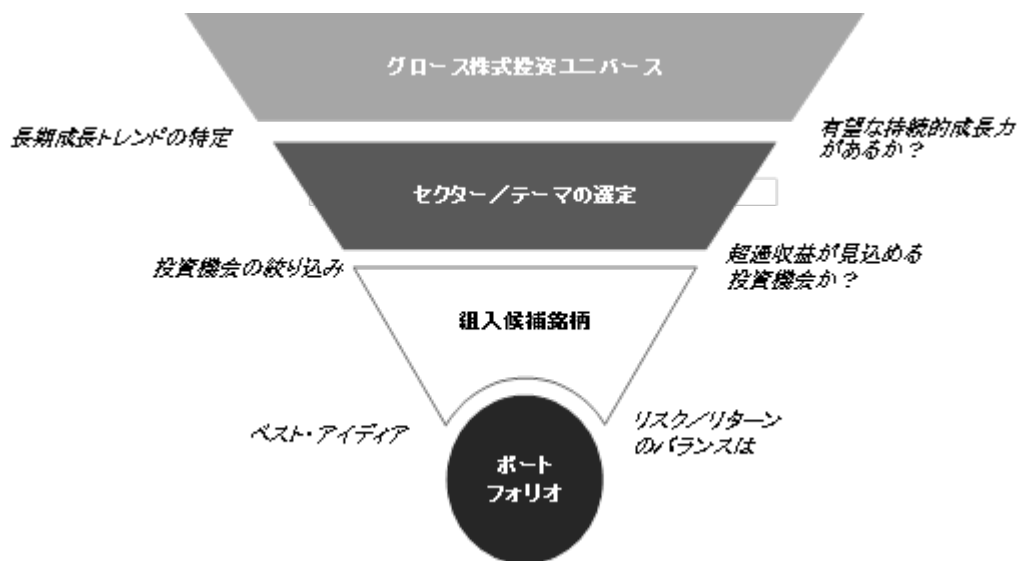 グロース株式投資ユニバース
長期成長トレンドの特定
有望な持続的成長力
があるか？
セクター／テーマの選定
投資機会の絞り込み
超過収益が見込める
投資機会か？
組入候補銘柄
ベスト・アイディア
リスク／リターン
のバランスは
ポート
フォリオ